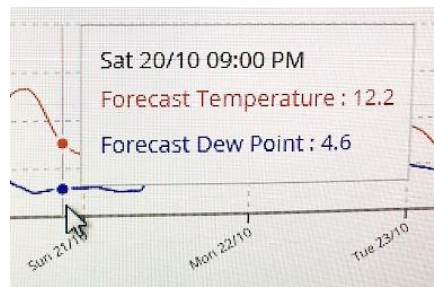 Sat 20/10 09:00 PM
Forecast Temperature : 12.2
Forecast Dew Point : 4.6
Sun 21/10
Mon 22/10
Tue 23/10